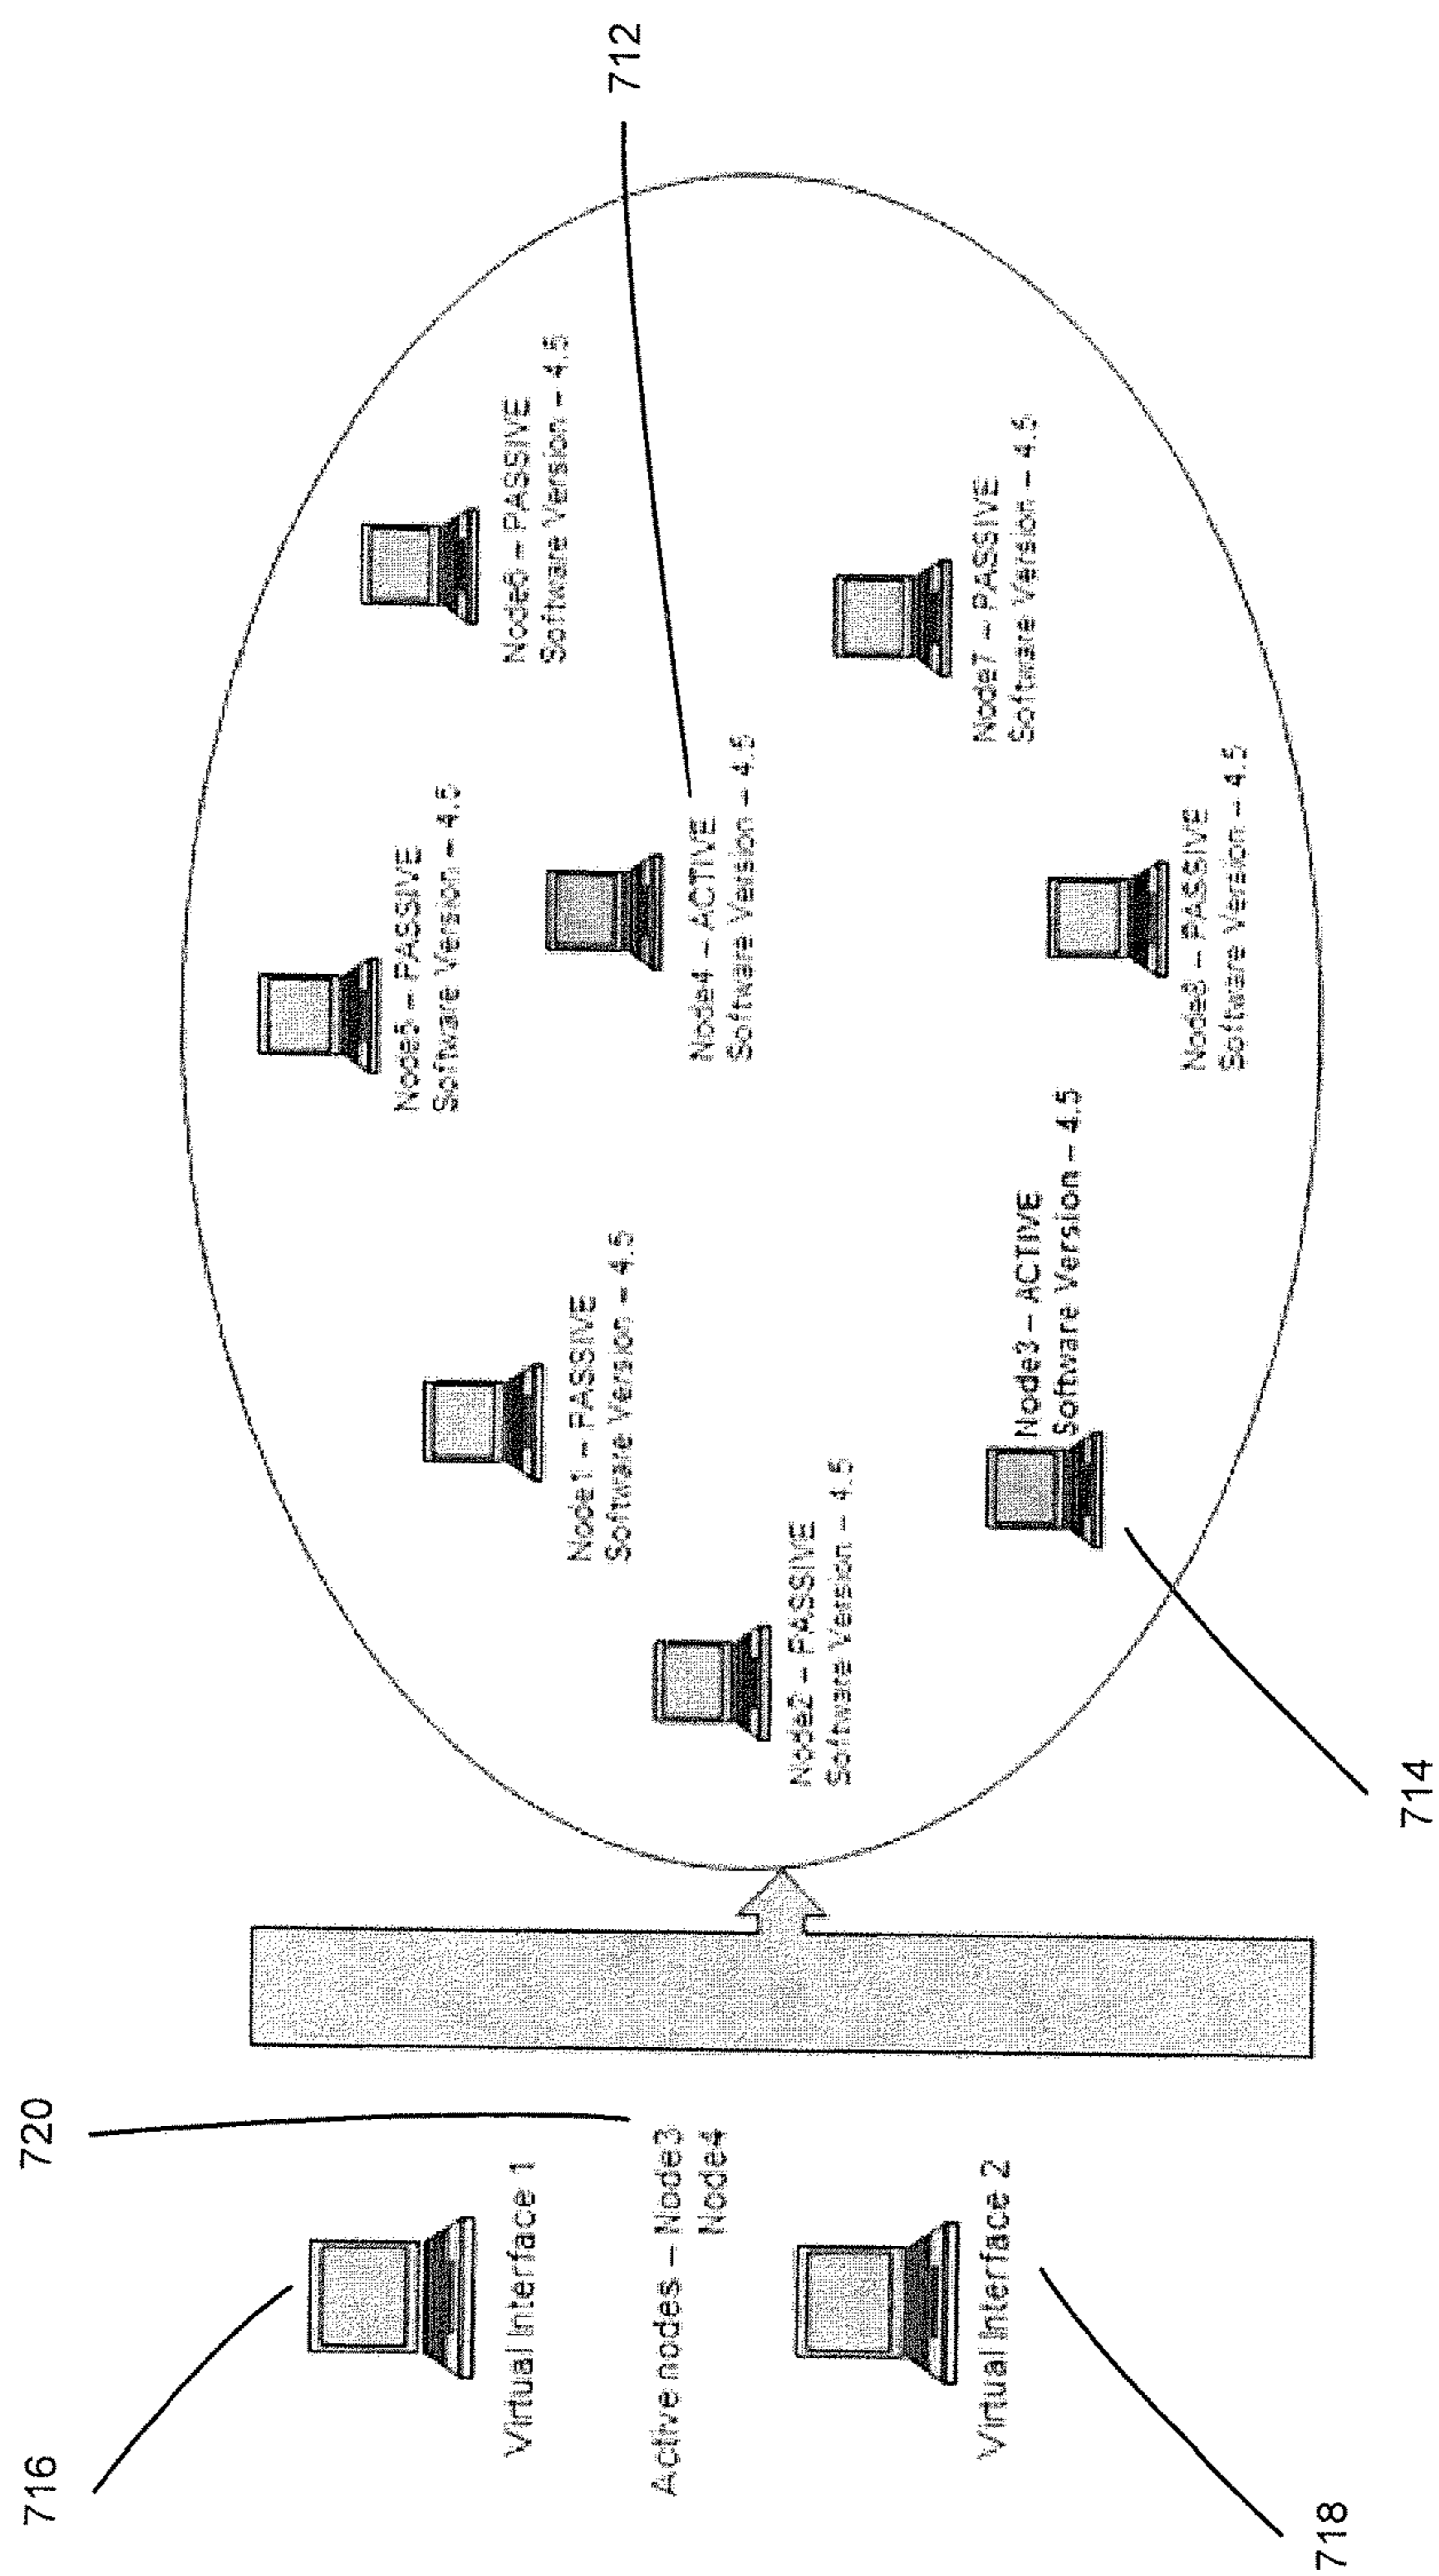 716
720
Virtual Interface 1
Active nodes – Node3
Node4
Virtual Interface 2
718
Node5 – PASSIVE
Software Version – 4.5
Node6 – PASSIVE
Software Version – 4.5
Node1 – PASSIVE
Software Version – 4.5
Node4 – ACTIVE
Software Version – 4.5
712
Node2 – PASSIVE
Software Version – 4.5
Node7 – PASSIVE
Software Version – 4.5
Node3 – ACTIVE
Software Version – 4.5
Node8 – PASSIVE
Software Version – 4.5
714